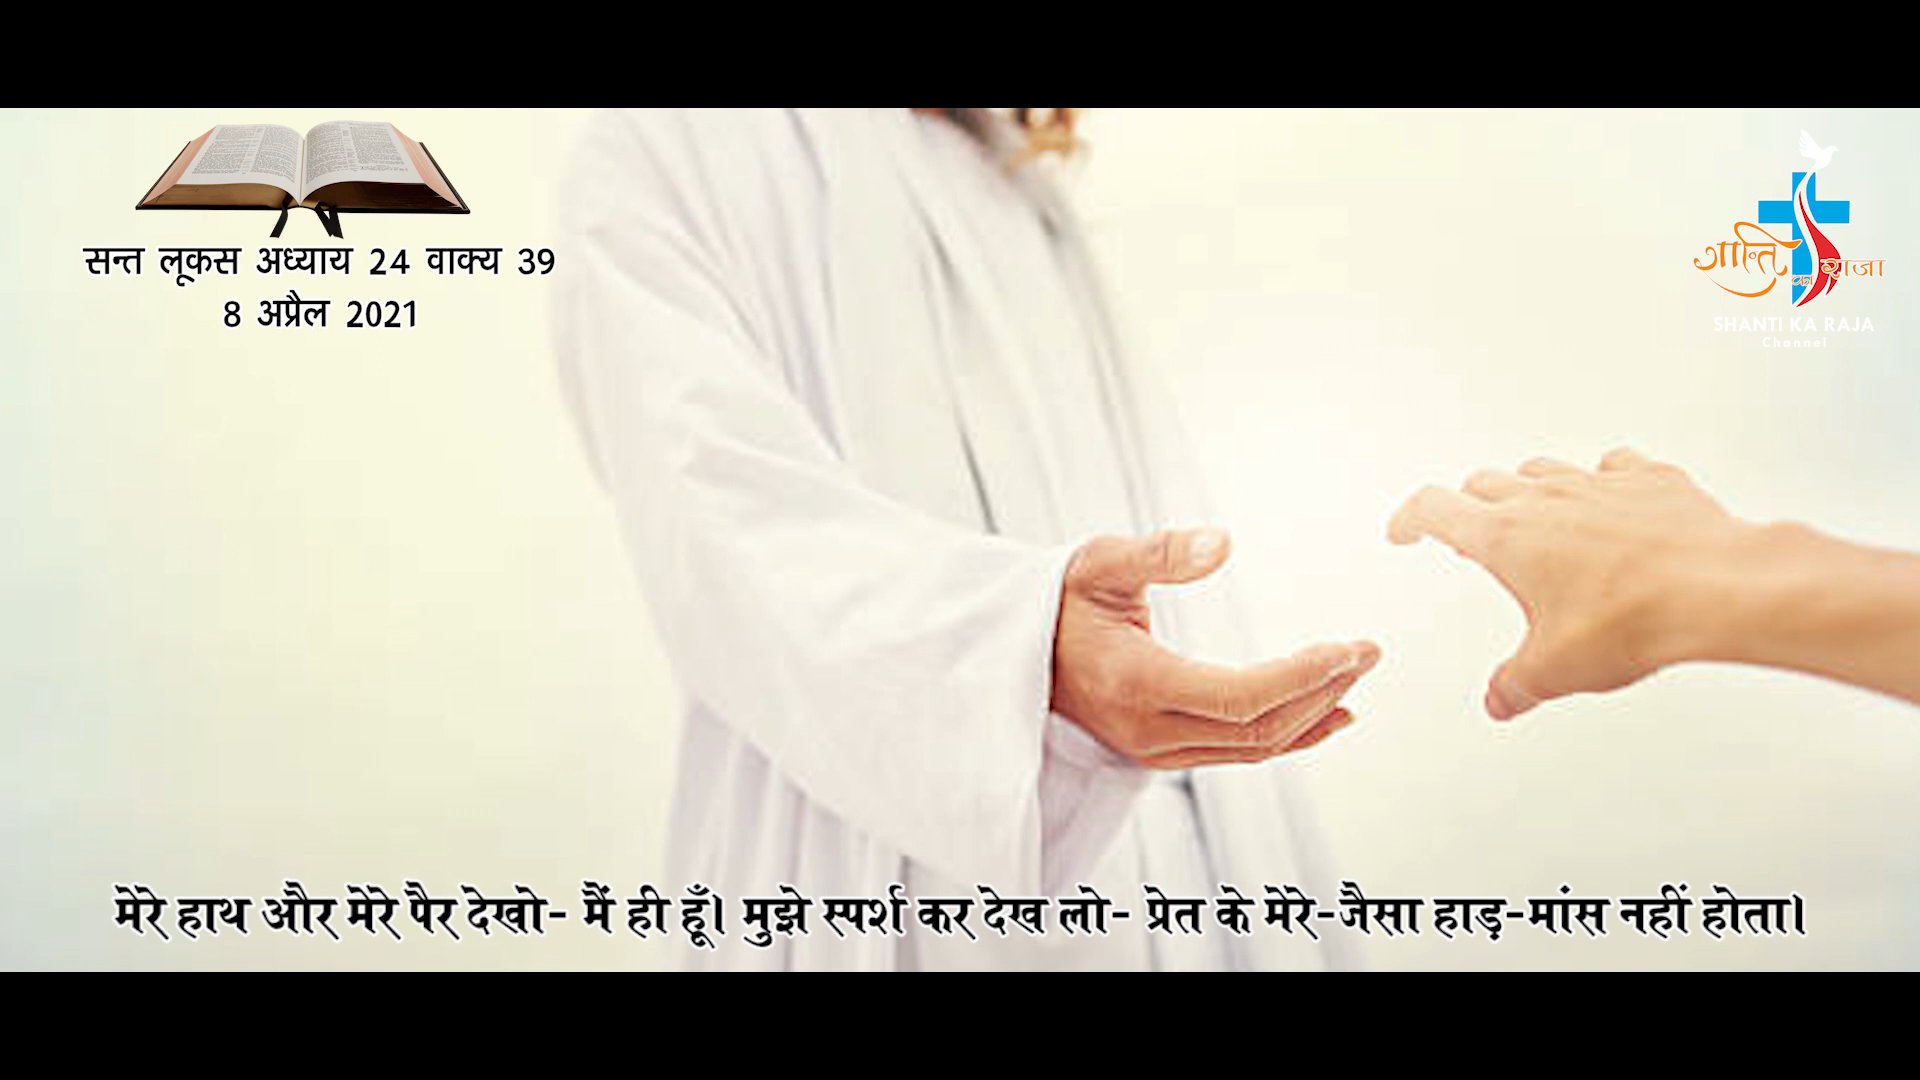 सन्त लूकस अध्याय 24 वाक्य 39
8 अप्रैल 2021
शान्ति का राजा
SHANTI KA RAJA
Channel
मेरे हाथ और मेरे पैर देखो- मैं ही हूँ। मुझे स्पर्श कर देख लो- प्रेत के मेरे-जैसा हाड़-मांस नहीं होता।